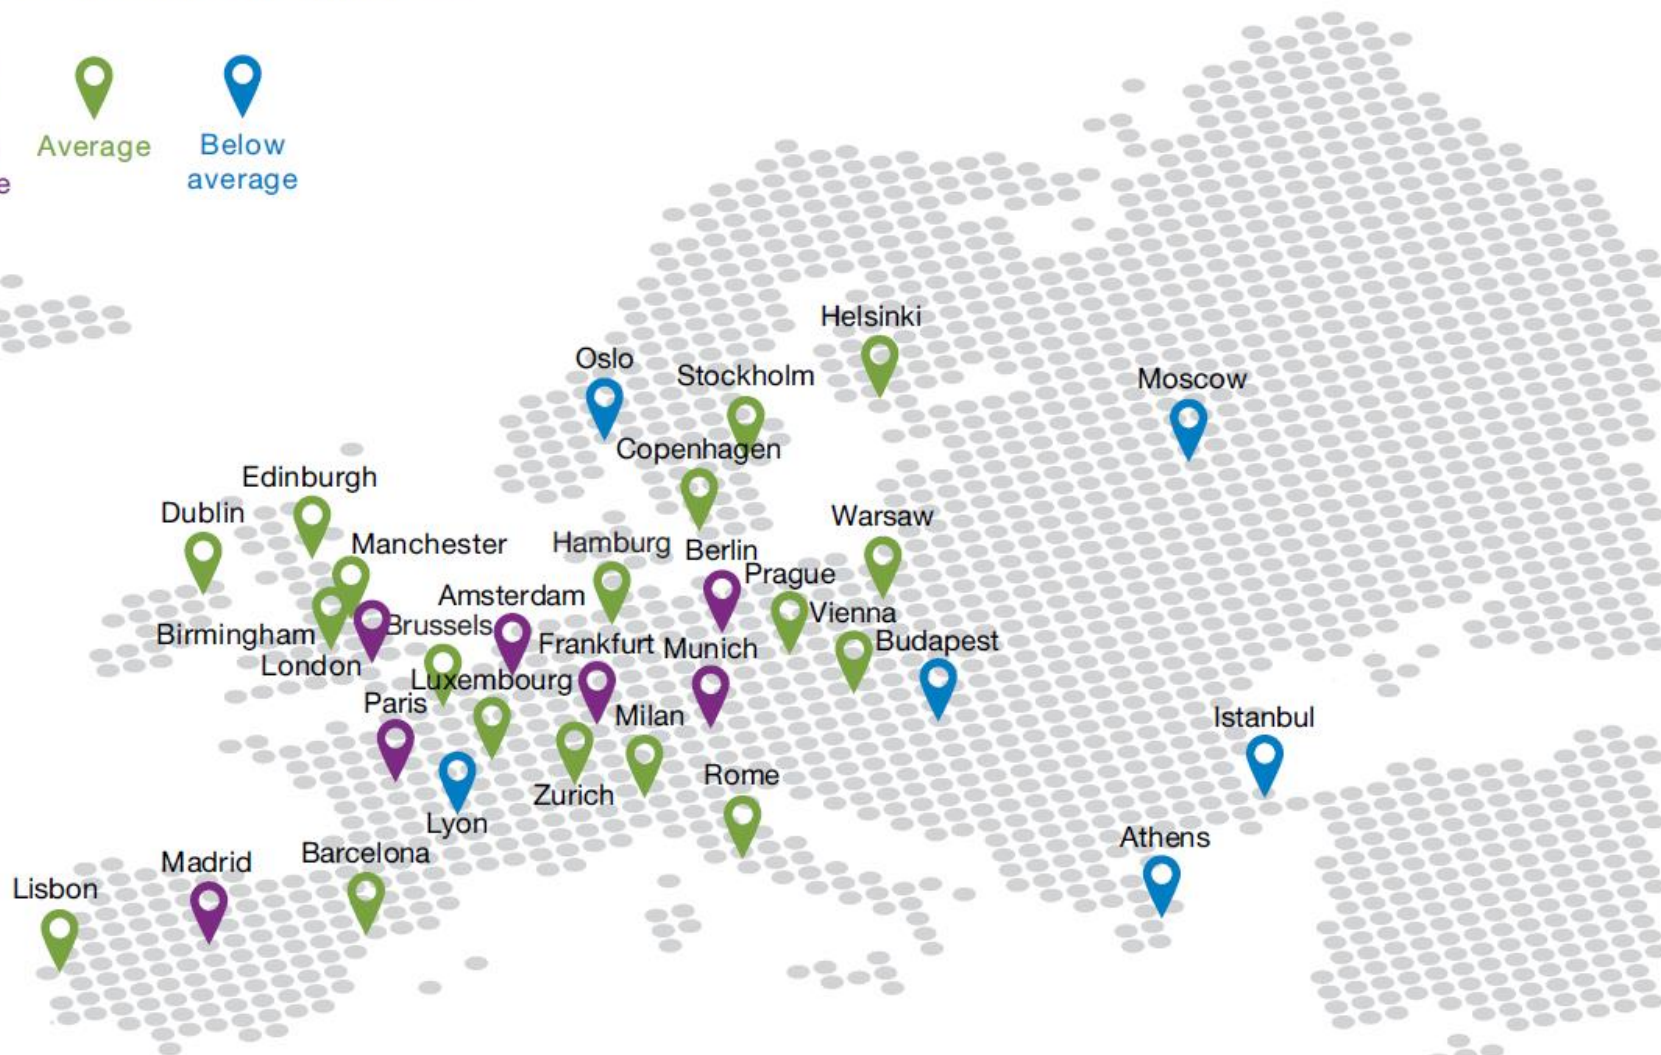 Average
Below
average
e
Helsinki
Oslo
Stockholm
Moscow
Copenhagen
Edinburgh
Dublin
Warsaw
Manchester
Hamburg
Berlin
Prague
Amsterdam
Vienna
Brussels
Birmingham
Frankfurt
Munich
Budapest
London
Luxembourg
Paris
Milan
Istanbul
Rome
Zurich
Lyon
Athens
Barcelona
Madrid
Lisbon